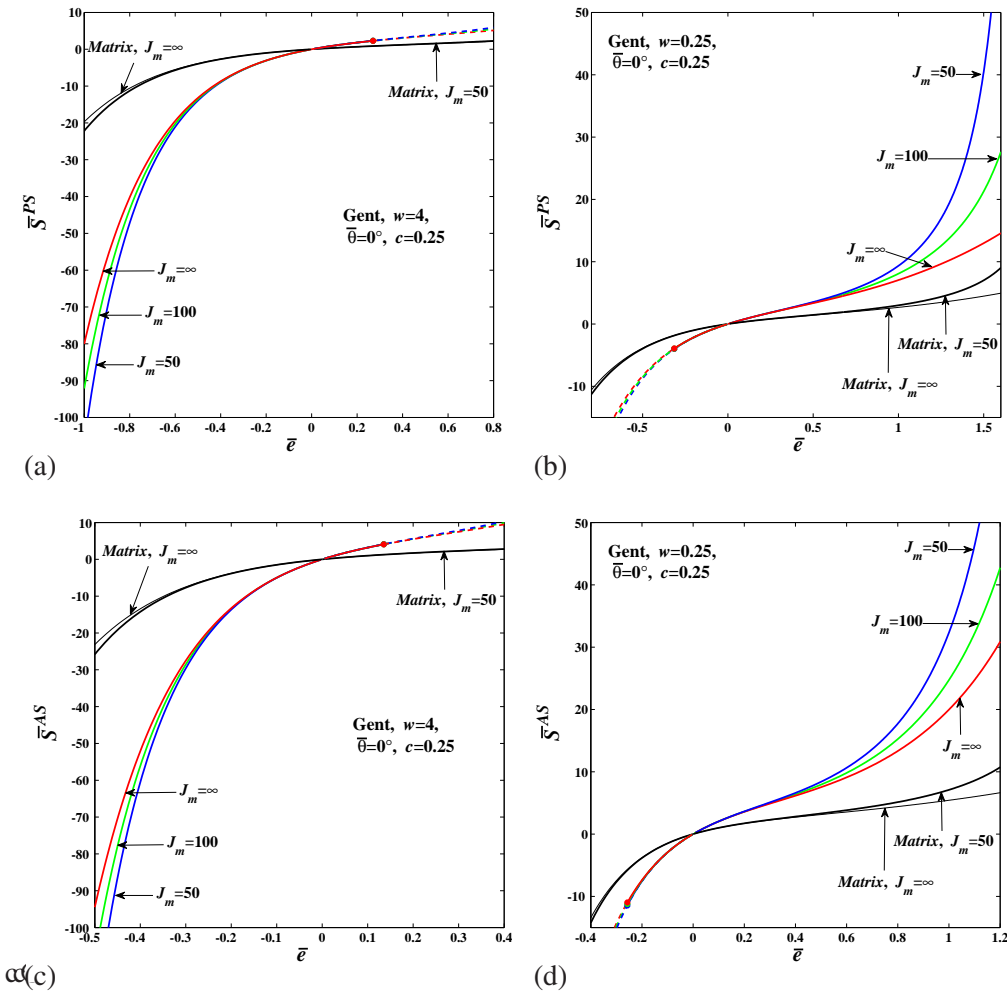 10
0
-10
-20
-30
-40
-50
-60
-70
-80
-90
-100
-1 -0.8 -0.6 -0.4 -0.2 0 0.2 0.4 0.6 0.8
S̅^PS
e̅
Matrix, J_m=∞
Matrix, J_m=50
Gent, w=4,
θ̅=0°, c=0.25
J_m=∞
J_m=100
J_m=50
(a)
50
40
30
20
10
0
-10
-0.5 0 0.5 1 1.5
S̅^PS
e̅
Gent, w=0.25,
θ̅=0°, c=0.25
J_m=50
J_m=100
J_m=∞
Matrix, J_m=50
Matrix, J_m=∞
(b)
10
0
-10
-20
-30
-40
-50
-60
-70
-80
-90
-100
-0.5 -0.4 -0.3 -0.2 -0.1 0 0.1 0.2 0.3 0.4
S̅^AS
e̅
Matrix, J_m=∞
Matrix, J_m=50
Gent, w=4,
θ̅=0°, c=0.25
J_m=∞
J_m=100
J_m=50
(c)
50
40
30
20
10
0
-10
-0.4 -0.2 0 0.2 0.4 0.6 0.8 1 1.2
S̅^AS
e̅
Gent, w=0.25,
θ̅=0°, c=0.25
J_m=50
J_m=100
J_m=∞
Matrix, J_m=50
Matrix, J_m=∞
(d)